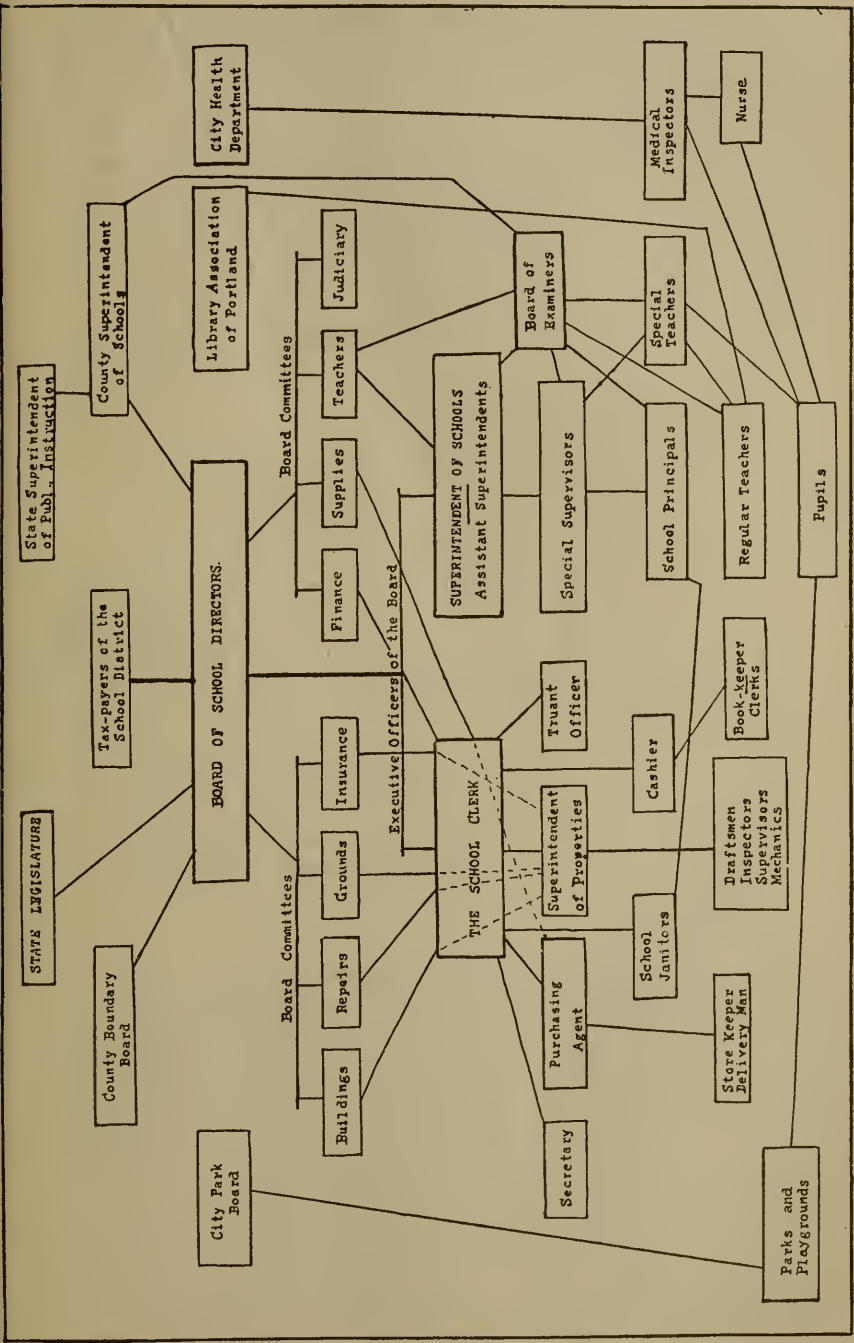 STATE LEGISLATURE
Tax-payers of the
School District
State Superintendent
of Publ. Instruction
County Boundary
Board
County Superintendent
of Schools
City Park
Board
BOARD OF SCHOOL DIRECTORS.
Library Association
of Portland
City Health
Department
Board Committees
Board Committees
Buildings
Repairs
Grounds
Insurance
Finance
Supplies
Teachers
Judiciary
Executive Officers of the Board
THE SCHOOL CLERK
SUPERINTENDENT OF SCHOOLS
Assistant Superintendents
Board of
Examiners
Secretary
Purchasing
Agent
Superintendent
of Properties
Truant
Officer
Special Supervisors
School
Janitors
Cashier
School Principals
Special
Teachers
Medical
Inspectors
Store Keeper
Delivery Man
Draftsmen
Inspectors
Supervisors
Mechanics
Book-keeper
Clerks
Regular Teachers
Nurse
Parks and
Playgrounds
Pupils